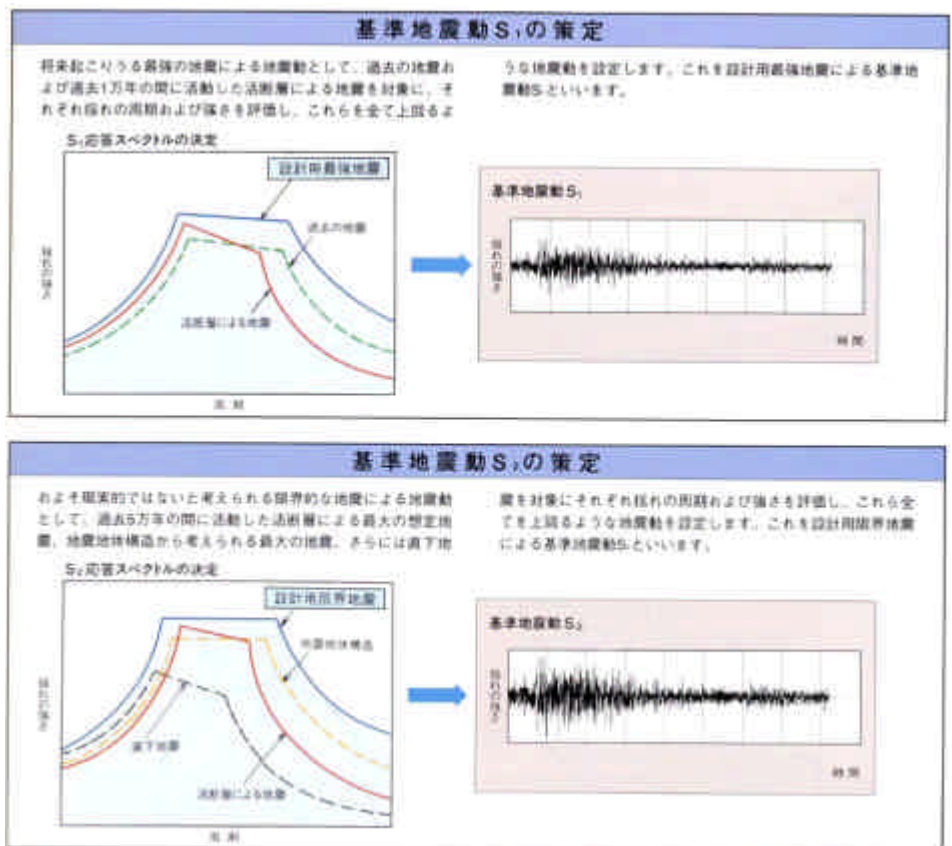 基準地震動S₁の策定
将来起こりうる最強の地震による地震動として、過去の地震お
よび過去1万年の間に活動した活断層による地震を対象に、そ
れぞれ揺れの周期および強さを評価し、これらを全て上回るよ
うな地震動を設定します。これを設計用最強地震による基準地
震動S₁といいます。
S₁応答スペクトルの決定
設計用最強地震
過去の地震
活断層による地震
揺れの強さ
周期
基準地震動S₁
揺れの強さ
時間
基準地震動S₂の策定
およそ現実的ではないと考えられる限界的な地震による地震動
として、過去5万年の間に活動した活断層による最大の想定地
震、地震地体構造から考えられる最大の地震、さらには直下地
震を対象にそれぞれ揺れの周期および強さを評価し、これら全
てを上回るような地震動を設定します。これを設計用限界地震
による基準地震動S₂といいます。
S₂応答スペクトルの決定
設計用限界地震
地震地体構造
直下地震
活断層による地震
揺れの強さ
周期
基準地震動S₂
揺れの強さ
時間